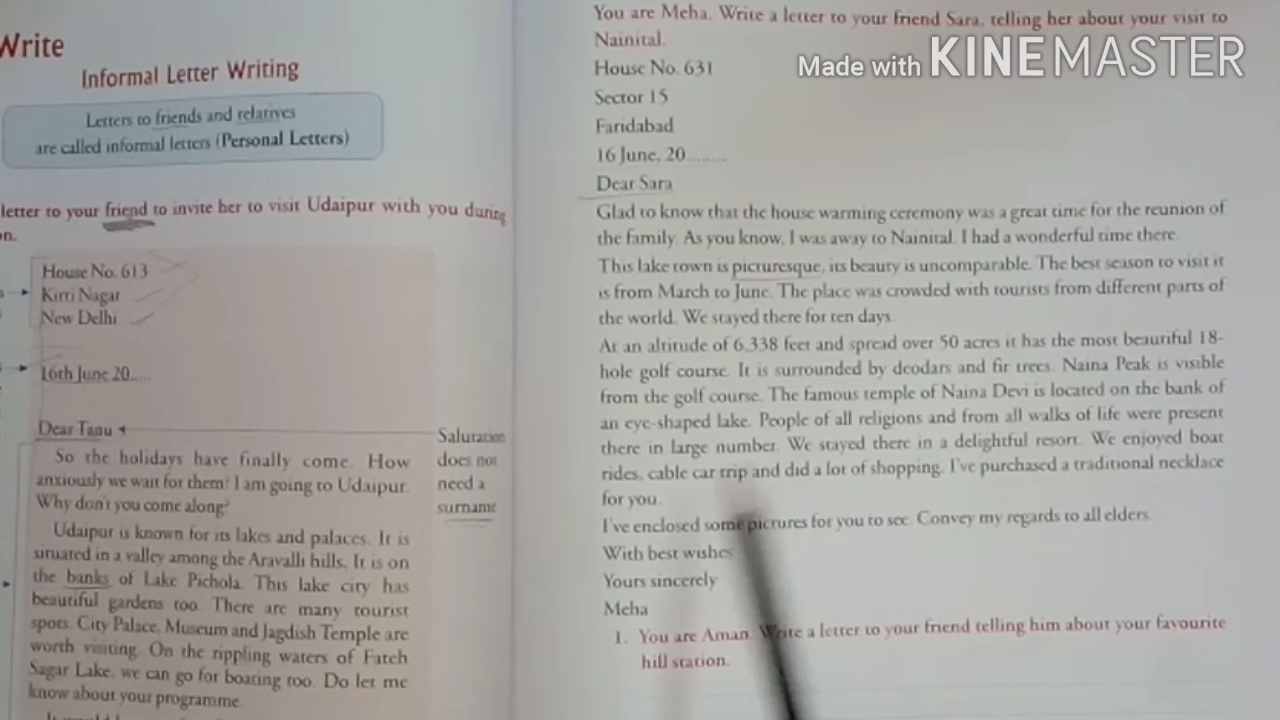 Write
Informal Letter Writing
Letters to friends and relatives
are called informal letters (Personal Letters)
letter to your friend to invite her to visit Udaipur with you during
House No. 613
Kirti Nagar
New Delhi
16th June 20.....
Dear Tanu
So the holidays have finally come. How
anxiously we wait for them? I am going to Udaipur.
Why don't you come along?
Udaipur is known for its lakes and palaces. It is
situated in a valley among the Aravalli hills. It is on
the banks of Lake Pichola. This lake city has
beautiful gardens too. There are many tourist
spots. City Palace, Museum and Jagdish Temple are
worth visiting. On the rippling waters of Fateh
Sagar Lake, we can go for boating too. Do let me
know about your programme.
Salutation
does not
need a
surname
You are Meha. Write a letter to your friend Sara, telling her about your visit to
Nainital.
Made with KINEMASTER
House No. 631
Sector 15
Faridabad
16 June, 20........
Dear Sara
Glad to know that the house warming ceremony was a great time for the reunion of
the family. As you know, I was away to Nainital. I had a wonderful time there.
This lake town is picturesque, its beauty is uncomparable. The best season to visit it
is from March to June. The place was crowded with tourists from different parts of
the world. We stayed there for ten days.
At an altitude of 6,338 feet and spread over 50 acres it has the most beautiful 18-
hole golf course. It is surrounded by deodars and fir trees. Naina Peak is visible
from the golf course. The famous temple of Naina Devi is located on the bank of
an eye-shaped lake. People of all religions and from all walks of life were present
there in large number. We stayed there in a delightful resort. We enjoyed boat
rides, cable car trip and did a lot of shopping. I've purchased a traditional necklace
for you.
I've enclosed some pictures for you to see. Convey my regards to all elders.
With best wishes
Yours sincerely
Meha
1. You are Aman. Write a letter to your friend telling him about your favourite
hill station.